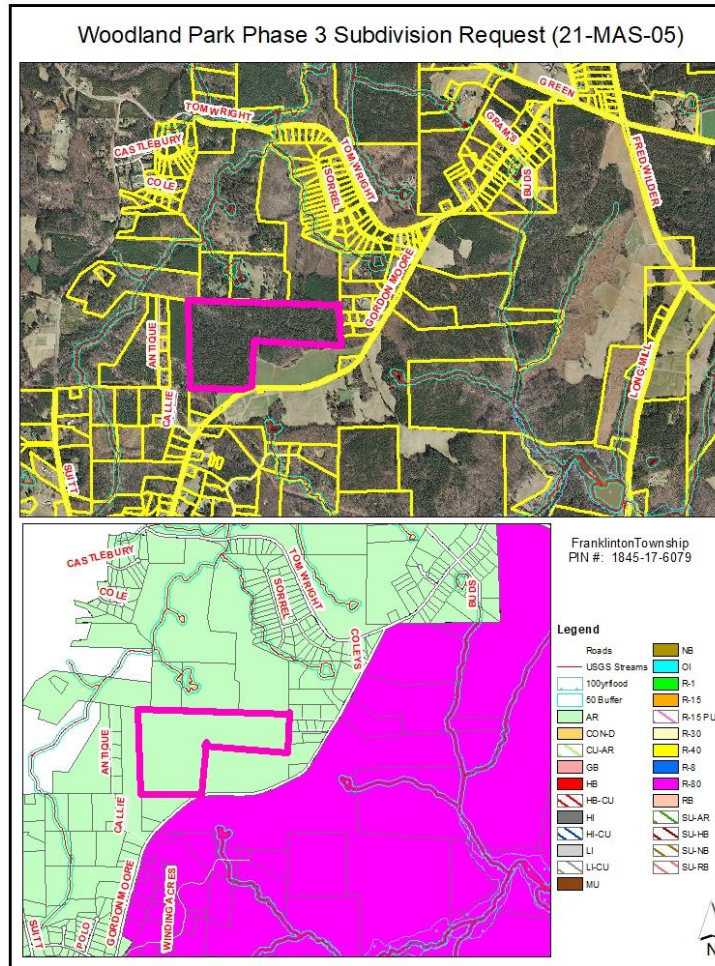 Woodland Park Phase 3 Subdivision Request (21-MAS-05)
TOM WRIGHT
CASTLEBURY
COLE
SORREL
TOM WRIGHT
GRAMS
BUDS
GREEN
FRED WILDER
GORDON MOORE
ANTIQUE
CALLIE
SUITT
LONG MILL
CASTLEBURY
COLE
TOM WRIGHT
SORREL
COLEYS
BUDS
ANTIQUE
CALLIE
GORDON MOORE
WINDING ACRES
POLO
SUITT
FranklintonTownship
PIN #: 1845-17-6079
Legend
Roads
USGS Streams
100yrflood
50 Buffer
AR
CON-D
CU-AR
GB
HB
HB-CU
HI
HI-CU
LI
LI-CU
MU
NB
OI
R-1
R-15
R-15 PU
R-30
R-40
R-8
R-80
RB
SU-AR
SU-HB
SU-NB
SU-RB
N